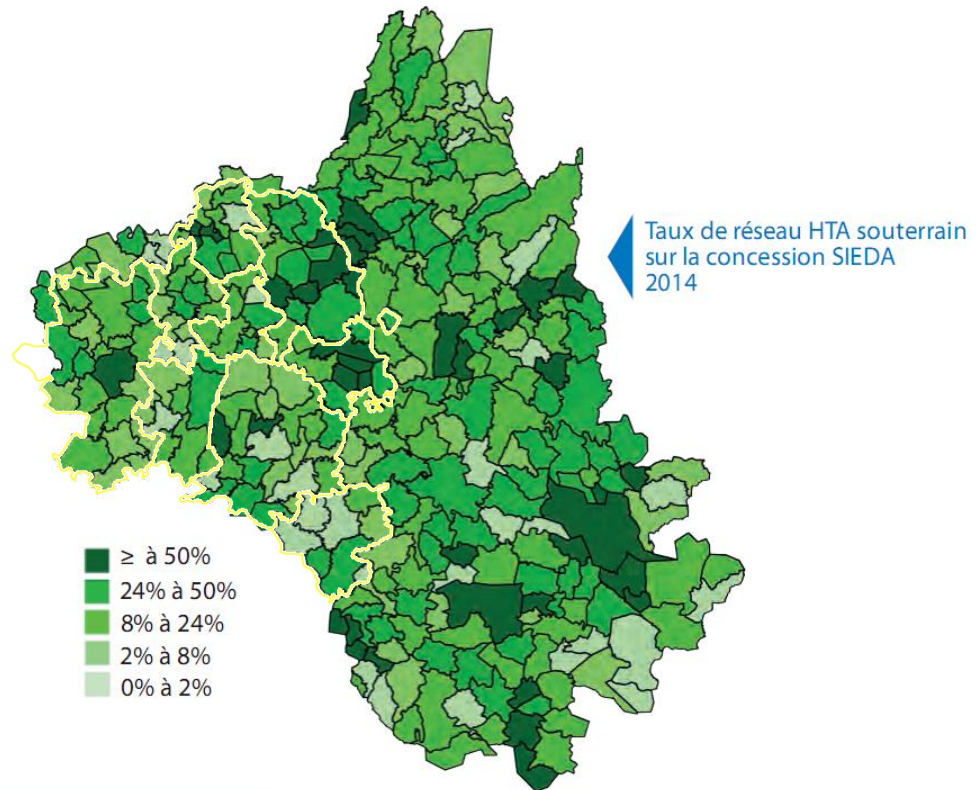 Taux de réseau HTA souterrain
sur la concession SIEDA
2014
≥ à 50%
24% à 50%
8% à 24%
2% à 8%
0% à 2%